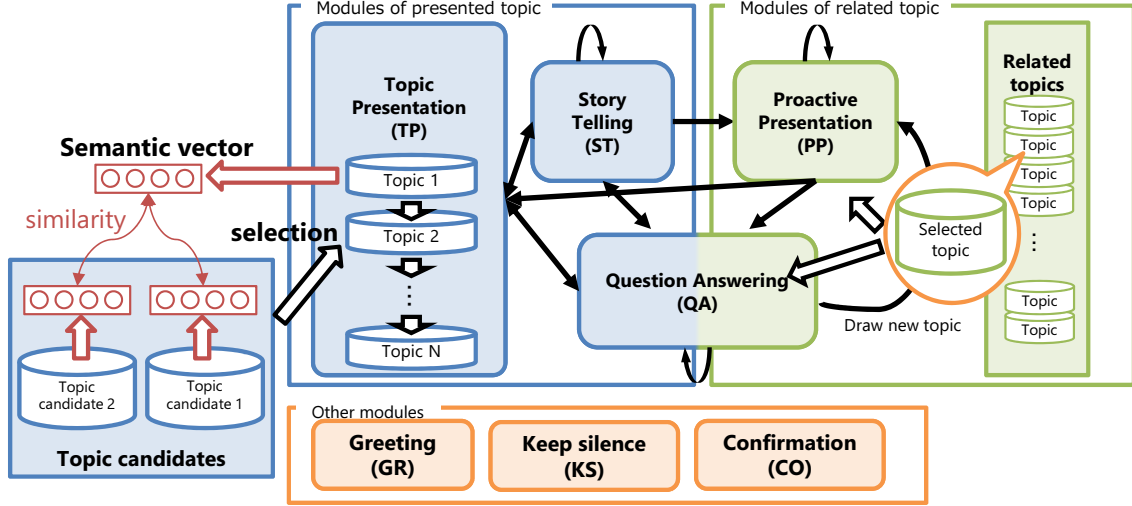 Modules of presented topic
Modules of related topic
Topic
Presentation
(TP)
Topic 1
Topic 2
⋮
Topic N
Story
Telling
(ST)
Proactive
Presentation
(PP)
Question Answering
(QA)
Draw new topic
Selected
topic
Related
topics
Topic
Topic
Topic
Topic
⋮
Topic
Topic
Semantic vector
similarity
selection
Topic
candidate 2
Topic
candidate 1
Topic candidates
Other modules
Greeting
(GR)
Keep silence
(KS)
Confirmation
(CO)